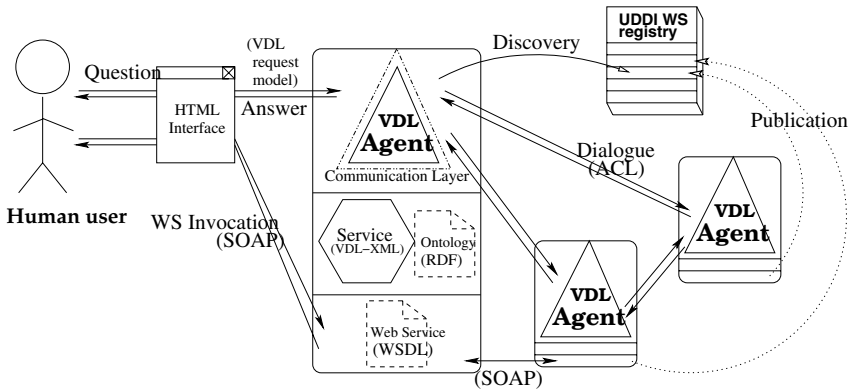 UDDI WS
registry
Discovery
(VDL
request
model)
Question
HTML
Interface
Answer
VDL
Agent
Communication Layer
Publication
Dialogue
(ACL)
Human user
WS Invocation
(SOAP)
Service
(VDL–XML)
Ontology
(RDF)
VDL
Agent
VDL
Agent
Web Service
(WSDL)
(SOAP)